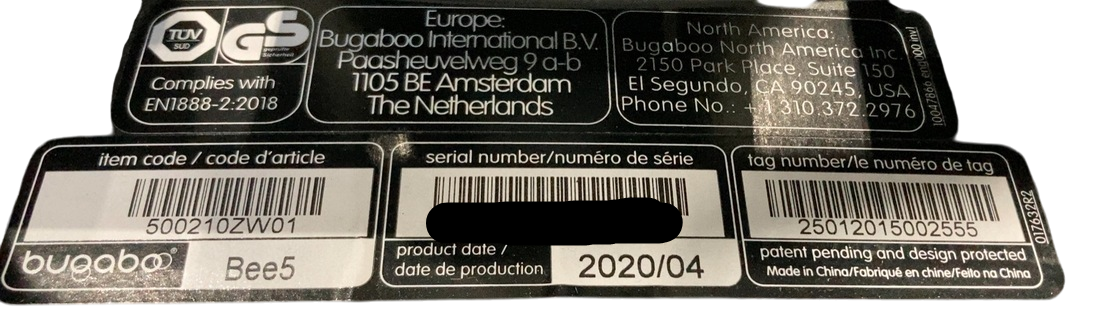 TÜV
SÜD
GS
geprüfte
Sicherheit
Complies with
EN1888-2:2018
Europe:
Bugaboo International B.V.
Paasheuvelweg 9 a-b
1105 BE Amsterdam
The Netherlands
North America:
Bugaboo North America Inc.
2150 Park Place, Suite 150
El Segundo, CA 90245, USA
Phone No.: +1 310.372.2976
item code / code d'article
500210ZW01
bugaboo®
Bee5
serial number/numéro de série
product date /
date de production
2020/04
tag number/le numéro de tag
25012015002555
patent pending and design protected
Made in China/Fabriqué en chine/Feito na China
017632R2